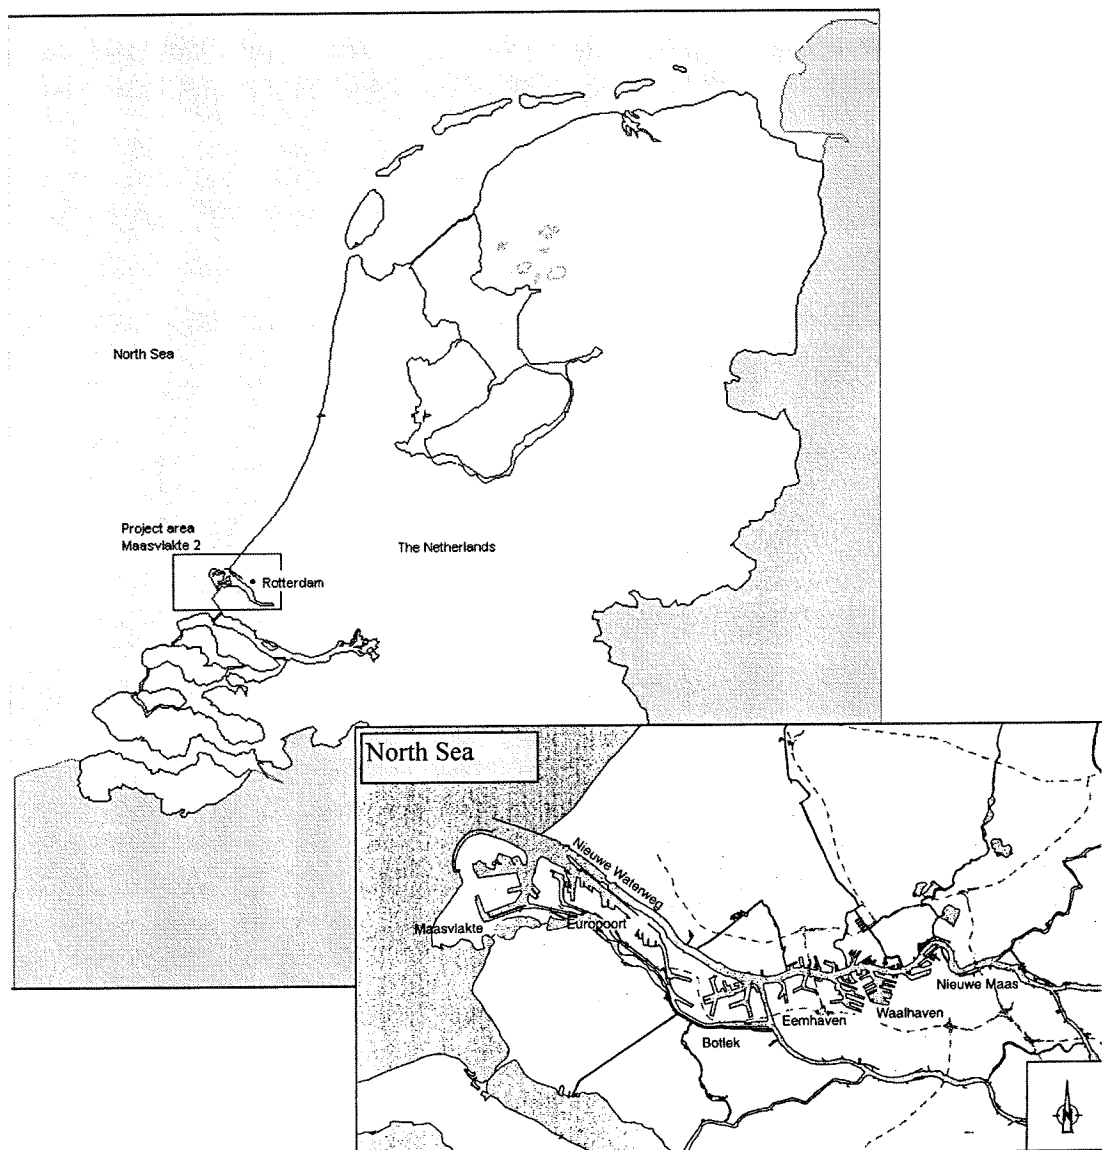 North Sea
Project area
Maasvlakte 2
The Netherlands
Rotterdam
North Sea
Nieuwe Waterweg
Maasvlakte
Europoort
Nieuwe Maas
Waalhaven
Eemhaven
Botlek